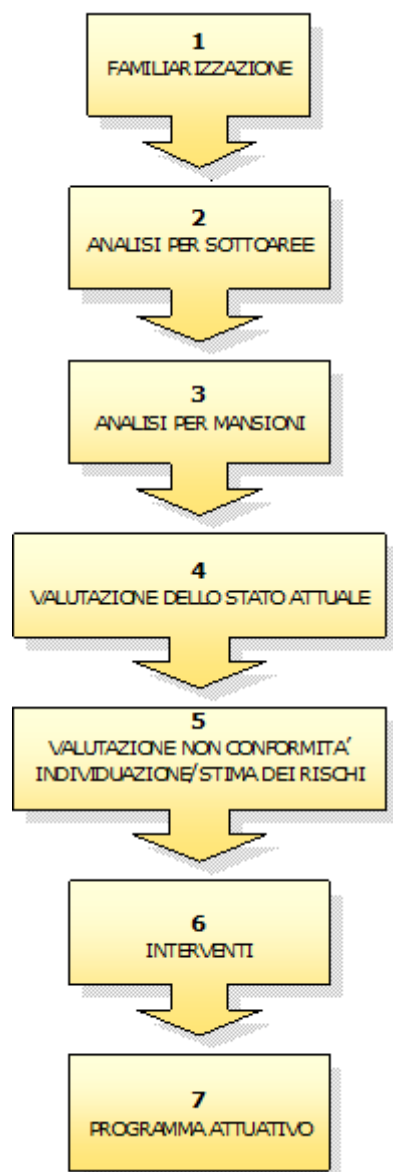 1
FAMILIARIZZAZIONE
2
ANALISI PER SOTTOAREE
3
ANALISI PER MANSIONI
4
VALUTAZIONE DELLO STATO ATTUALE
5
VALUTAZIONE NON CONFORMITA'
INDIVIDUAZIONE/STIMA DEI RISCHI
6
INTERVENTI
7
PROGRAMMA ATTUATIVO